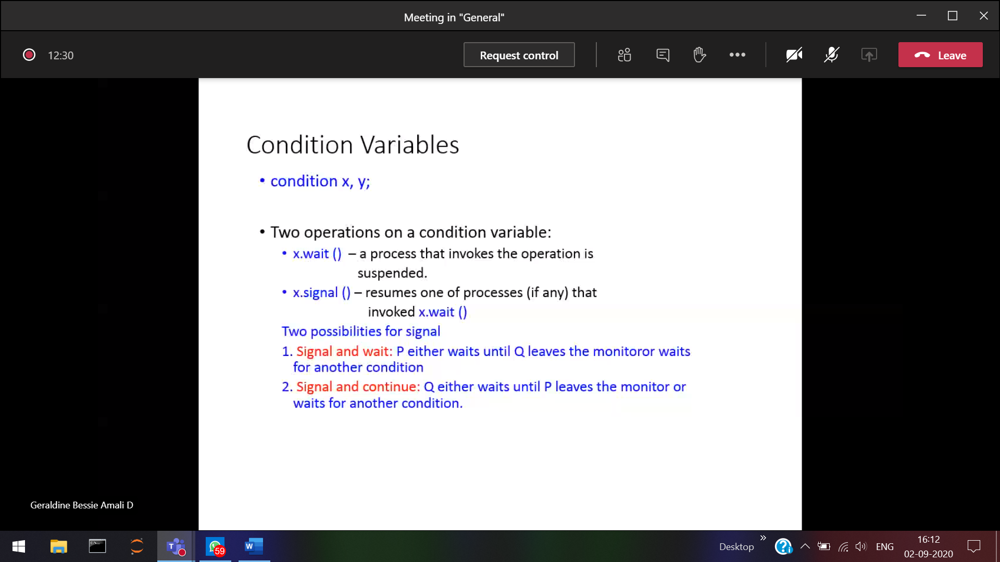 Meeting in "General"
12:30
Request control
Leave
Condition Variables
• condition x, y;
• Two operations on a condition variable:
• x.wait () – a process that invokes the operation is
suspended.
• x.signal () – resumes one of processes (if any) that
invoked x.wait ()
Two possibilities for signal
1. Signal and wait: P either waits until Q leaves the monitoror waits
for another condition
2. Signal and continue: Q either waits until P leaves the monitor or
waits for another condition.
Geraldine Bessie Amali D
T
59
W
Desktop
ENG
16:12
02-09-2020